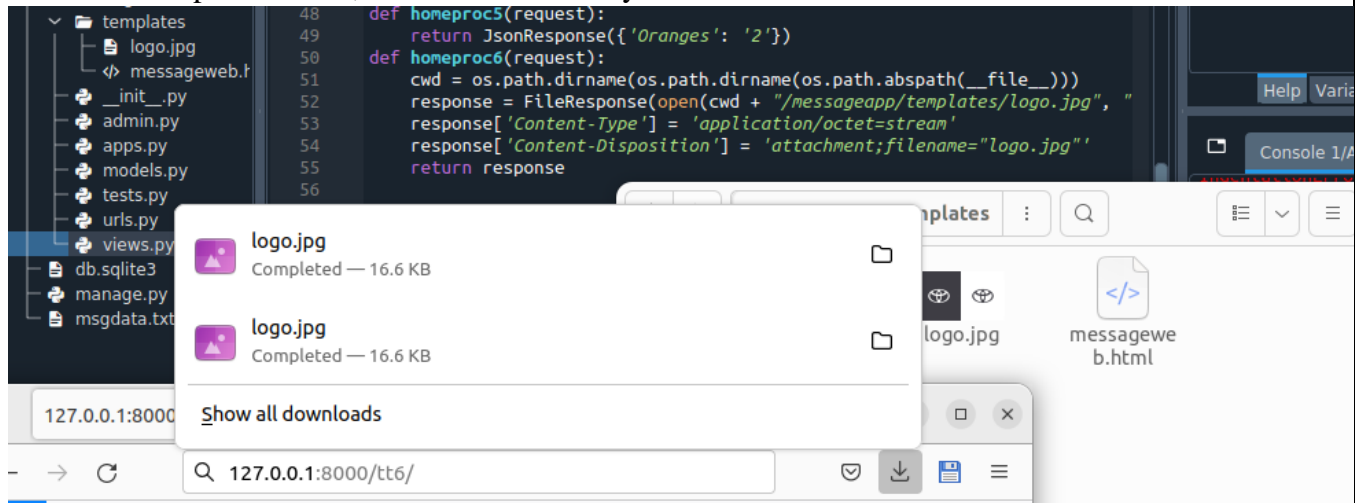 templates
logo.jpg
messageweb.h
__init__.py
admin.py
apps.py
models.py
tests.py
urls.py
views.py
db.sqlite3
manage.py
msgdata.txt
48 def homeproc5(request):
49 return JsonResponse({'Oranges': '2'})
50 def homeproc6(request):
51 cwd = os.path.dirname(os.path.dirname(os.path.abspath(__file__)))
52 response = FileResponse(open(cwd + "/messageapp/templates/logo.jpg", "
53 response['Content-Type'] = 'application/octet=stream'
54 response['Content-Disposition'] = 'attachment;filename="logo.jpg"'
55 return response
56
Help Varia
Console 1/A
mplates
logo.jpg
messagewe
b.html
logo.jpg
Completed — 16.6 KB
logo.jpg
Completed — 16.6 KB
Show all downloads
127.0.0.1:8000
127.0.0.1:8000/tt6/